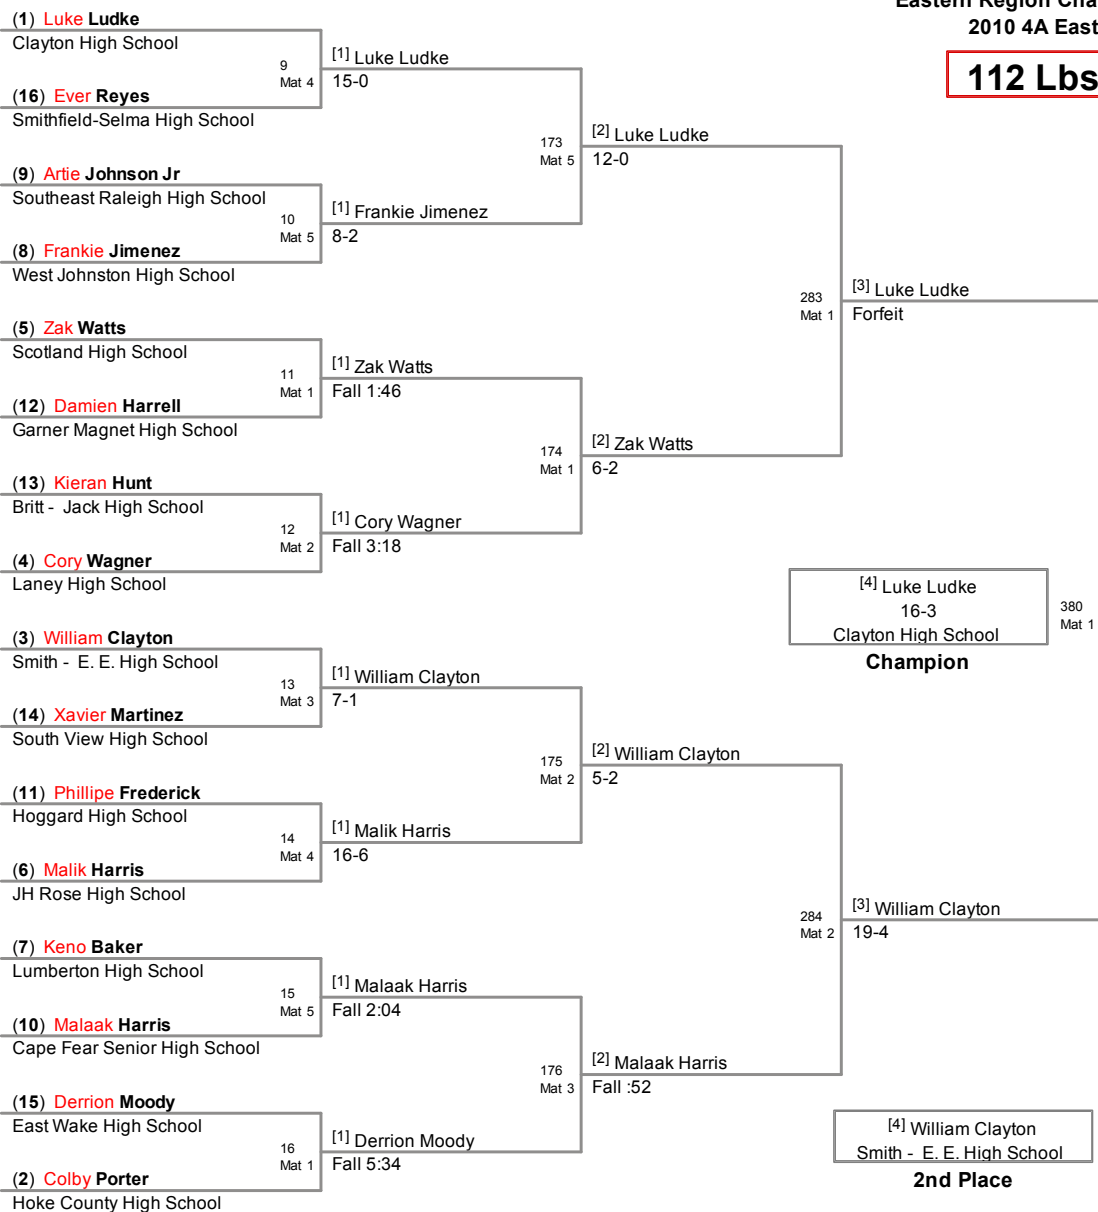 Eastern Region Cha
2010 4A East
112 Lbs
(1) Luke Ludke
Clayton High School
9
Mat 4
[1] Luke Ludke
15-0
(16) Ever Reyes
Smithfield-Selma High School
173
Mat 5
[2] Luke Ludke
12-0
(9) Artie Johnson Jr
Southeast Raleigh High School
10
Mat 5
[1] Frankie Jimenez
8-2
(8) Frankie Jimenez
West Johnston High School
283
Mat 1
[3] Luke Ludke
Forfeit
(5) Zak Watts
Scotland High School
11
Mat 1
[1] Zak Watts
Fall 1:46
(12) Damien Harrell
Garner Magnet High School
174
Mat 1
[2] Zak Watts
6-2
(13) Kieran Hunt
Britt - Jack High School
12
Mat 2
[1] Cory Wagner
Fall 3:18
(4) Cory Wagner
Laney High School
[4] Luke Ludke
16-3
Clayton High School
Champion
380
Mat 1
(3) William Clayton
Smith - E. E. High School
13
Mat 3
[1] William Clayton
7-1
(14) Xavier Martinez
South View High School
175
Mat 2
[2] William Clayton
5-2
(11) Phillipe Frederick
Hoggard High School
14
Mat 4
[1] Malik Harris
16-6
(6) Malik Harris
JH Rose High School
284
Mat 2
[3] William Clayton
19-4
(7) Keno Baker
Lumberton High School
15
Mat 5
[1] Malaak Harris
Fall 2:04
(10) Malaak Harris
Cape Fear Senior High School
176
Mat 3
[2] Malaak Harris
Fall :52
(15) Derrion Moody
East Wake High School
16
Mat 1
[1] Derrion Moody
Fall 5:34
(2) Colby Porter
Hoke County High School
[4] William Clayton
Smith - E. E. High School
2nd Place